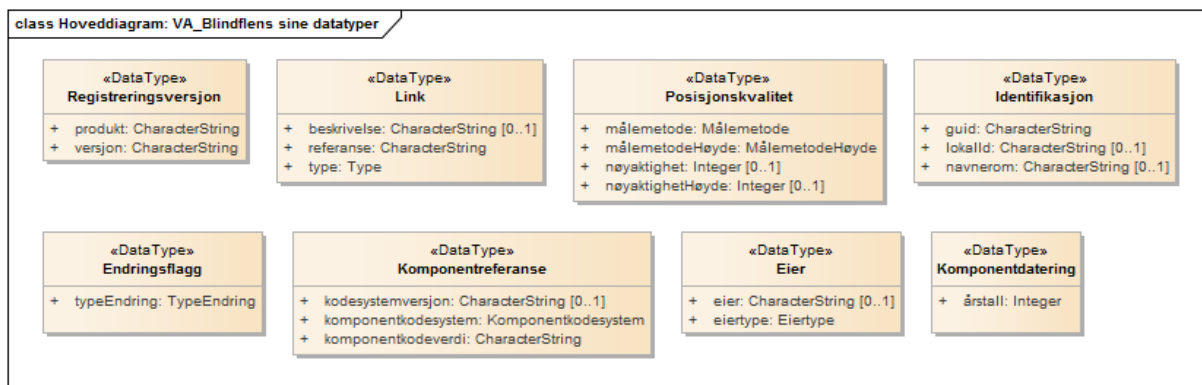 class Hoveddiagram: VA_Blindflens sine datatyper
«DataType»
Registreringsversjon
+ produkt: CharacterString
+ versjon: CharacterString
«DataType»
Link
+ beskrivelse: CharacterString [0..1]
+ referanse: CharacterString
+ type: Type
«DataType»
Posisjonskvalitet
+ målemetode: Målemetode
+ målemetodeHøyde: MålemetodeHøyde
+ nøyaktighet: Integer [0..1]
+ nøyaktighetHøyde: Integer [0..1]
«DataType»
Identifikasjon
+ guid: CharacterString
+ lokalId: CharacterString [0..1]
+ navnerom: CharacterString [0..1]
«DataType»
Endringsflagg
+ typeEndring: TypeEndring
«DataType»
Komponentreferanse
+ kodesystemversjon: CharacterString [0..1]
+ komponentkodesystem: Komponentkodesystem
+ komponentkodeverdi: CharacterString
«DataType»
Eier
+ eier: CharacterString [0..1]
+ eiertype: Eiertype
«DataType»
Komponentdatering
+ årstall: Integer